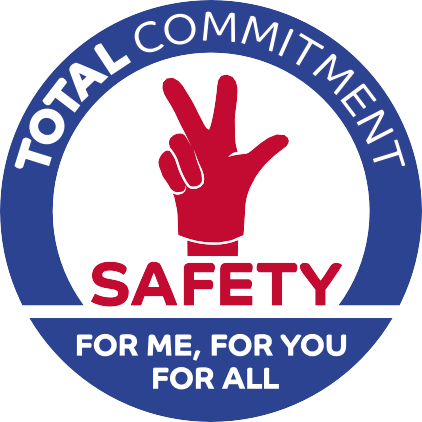 TOTAL COMMITMENT
SAFETY
FOR ME, FOR YOU
FOR ALL